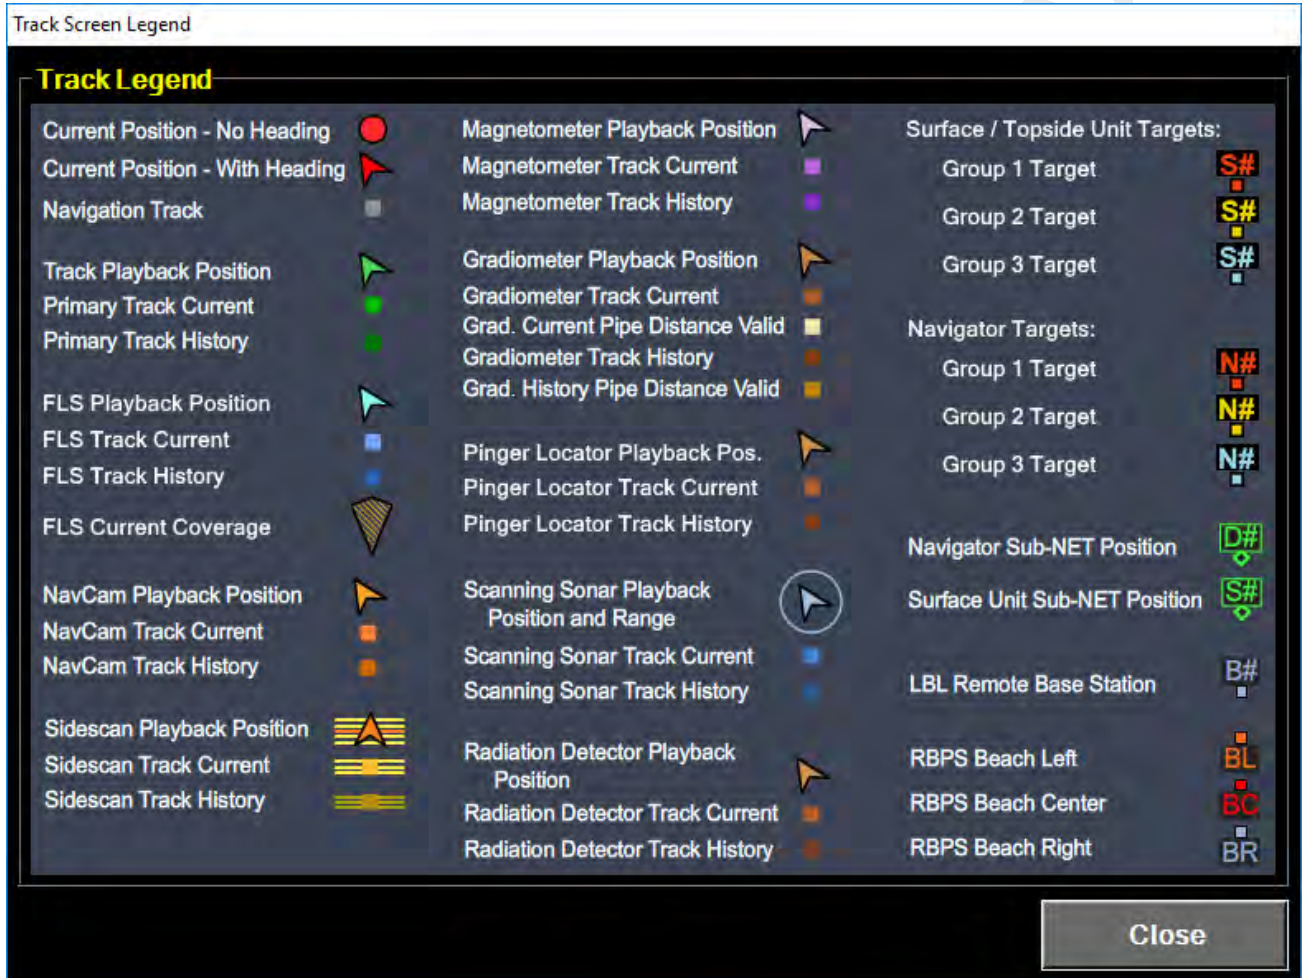 Track Screen Legend
Track Legend
Current Position - No Heading
Current Position - With Heading
Navigation Track
Track Playback Position
Primary Track Current
Primary Track History
FLS Playback Position
FLS Track Current
FLS Track History
FLS Current Coverage
NavCam Playback Position
NavCam Track Current
NavCam Track History
Sidescan Playback Position
Sidescan Track Current
Sidescan Track History
Magnetometer Playback Position
Magnetometer Track Current
Magnetometer Track History
Gradiometer Playback Position
Gradiometer Track Current
Grad. Current Pipe Distance Valid
Gradiometer Track History
Grad. History Pipe Distance Valid
Pinger Locator Playback Pos.
Pinger Locator Track Current
Pinger Locator Track History
Scanning Sonar Playback
Position and Range
Scanning Sonar Track Current
Scanning Sonar Track History
Radiation Detector Playback
Position
Radiation Detector Track Current
Radiation Detector Track History
Surface / Topside Unit Targets:
Group 1 Target S#
Group 2 Target S#
Group 3 Target S#
Navigator Targets:
Group 1 Target N#
Group 2 Target N#
Group 3 Target N#
Navigator Sub-NET Position D#
Surface Unit Sub-NET Position S#
LBL Remote Base Station B#
RBPS Beach Left BL
RBPS Beach Center BC
RBPS Beach Right BR
Close